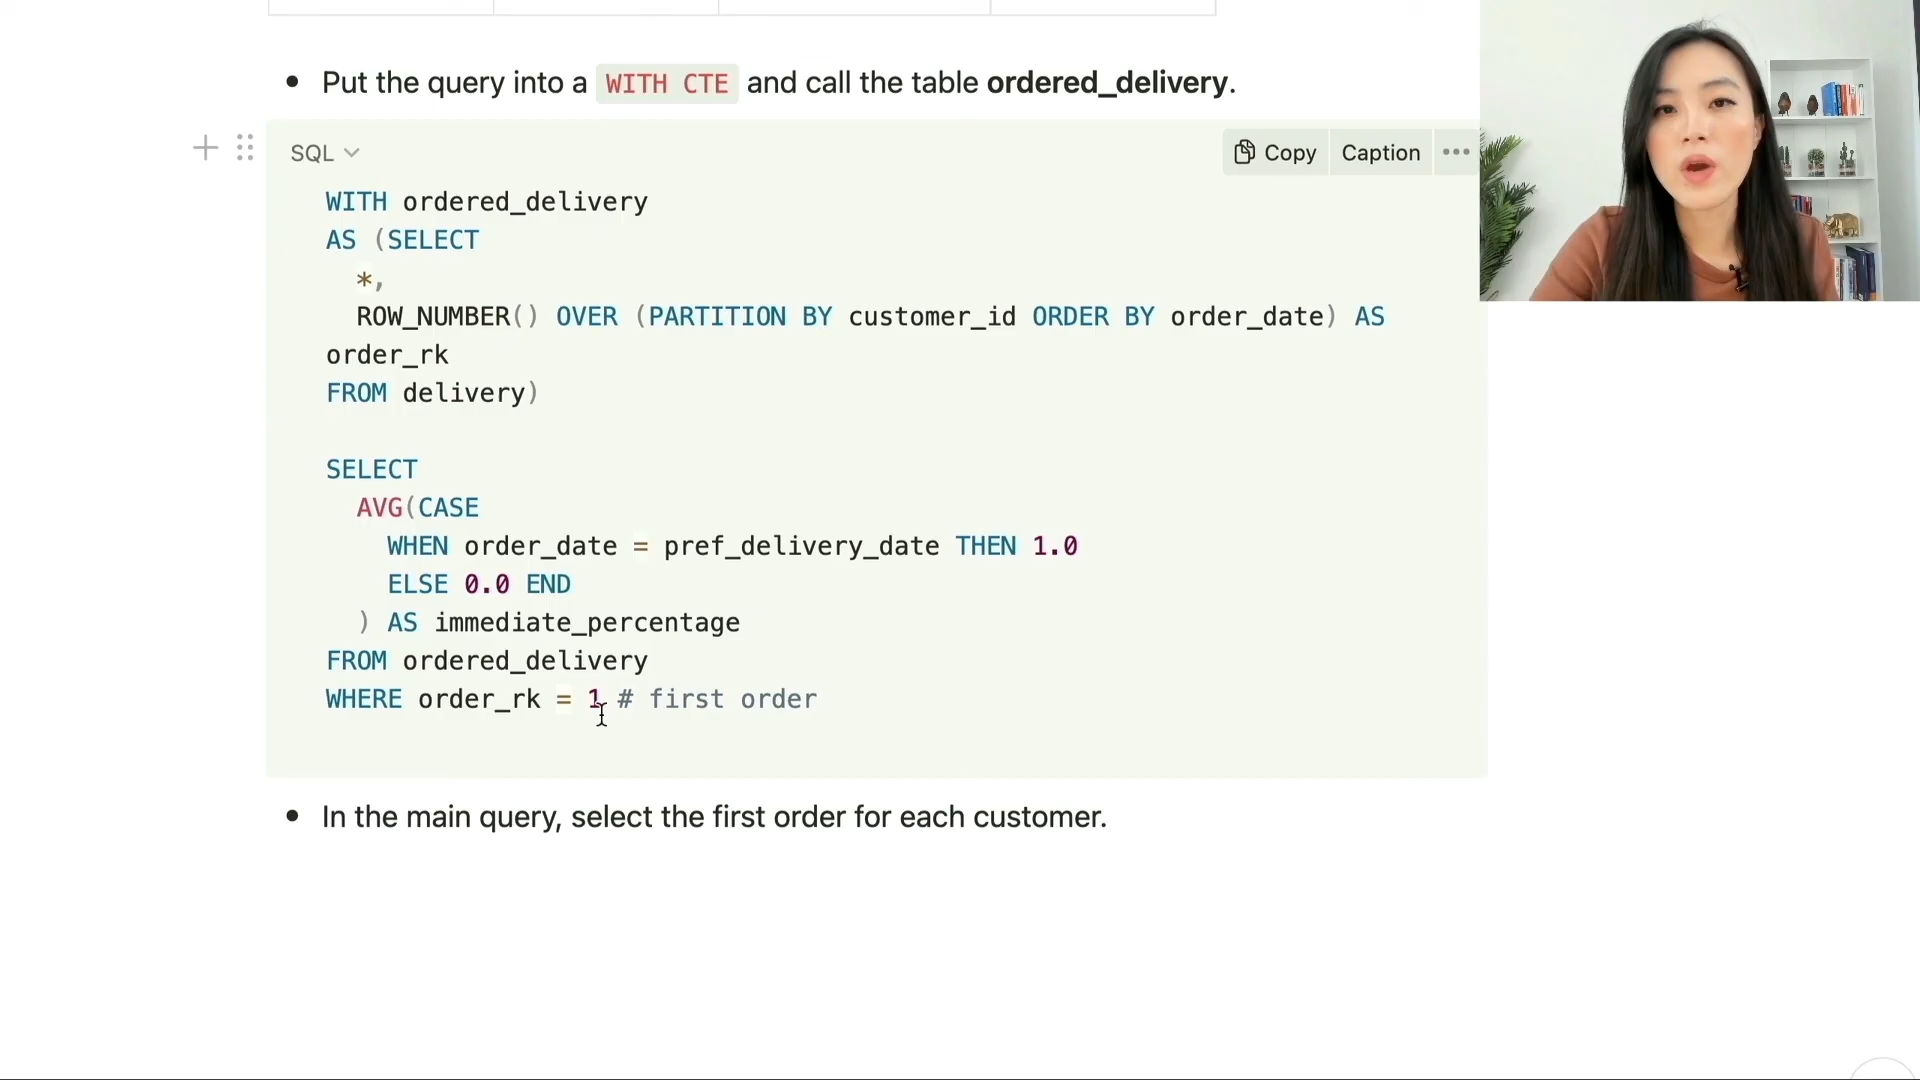 • Put the query into a WITH CTE and call the table ordered_delivery.
SQL
Copy
Caption
WITH ordered_delivery
AS (SELECT
*,
ROW_NUMBER() OVER (PARTITION BY customer_id ORDER BY order_date) AS
order_rk
FROM delivery)
SELECT
AVG(CASE
WHEN order_date = pref_delivery_date THEN 1.0
ELSE 0.0 END
) AS immediate_percentage
FROM ordered_delivery
WHERE order_rk = 1 # first order
• In the main query, select the first order for each customer.